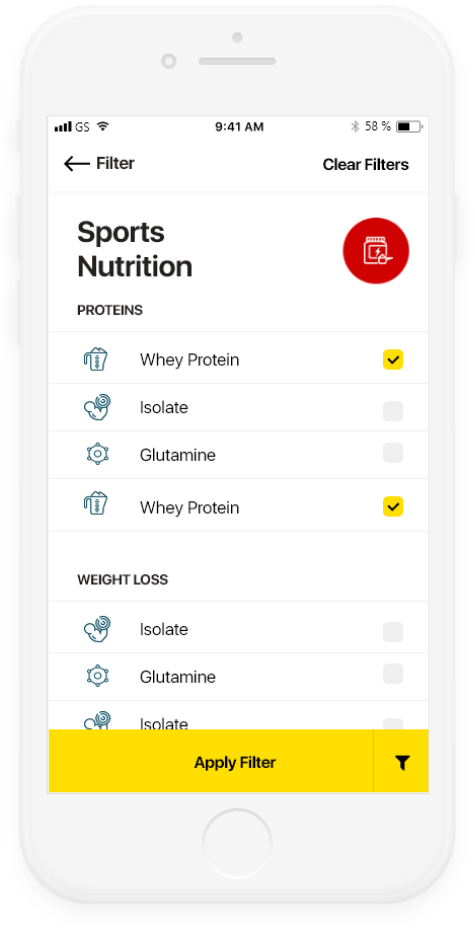 GS 9:41 AM 58 %
Filter Clear Filters
Sports
Nutrition
PROTEINS
Whey Protein
Isolate
Glutamine
Whey Protein
WEIGHT LOSS
Isolate
Glutamine
Isolate
Apply Filter